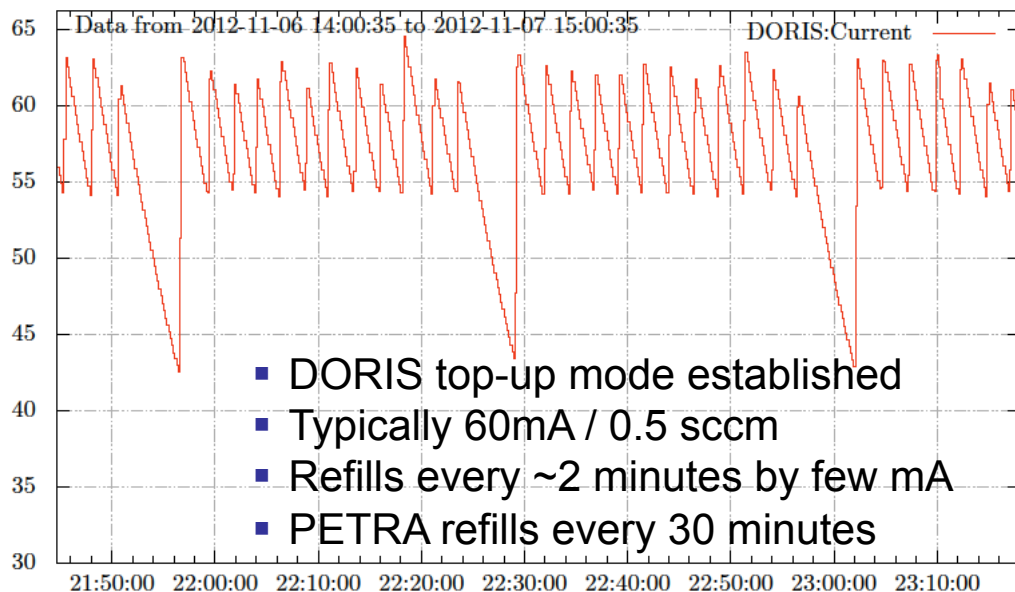 Data from 2012-11-06 14:00:35 to 2012-11-07 15:00:35
DORIS:Current
65
60
55
50
45
40
35
30
▪ DORIS top-up mode established
▪ Typically 60mA / 0.5 sccm
▪ Refills every ~2 minutes by few mA
▪ PETRA refills every 30 minutes
21:50:00 22:00:00 22:10:00 22:20:00 22:30:00 22:40:00 22:50:00 23:00:00 23:10:00